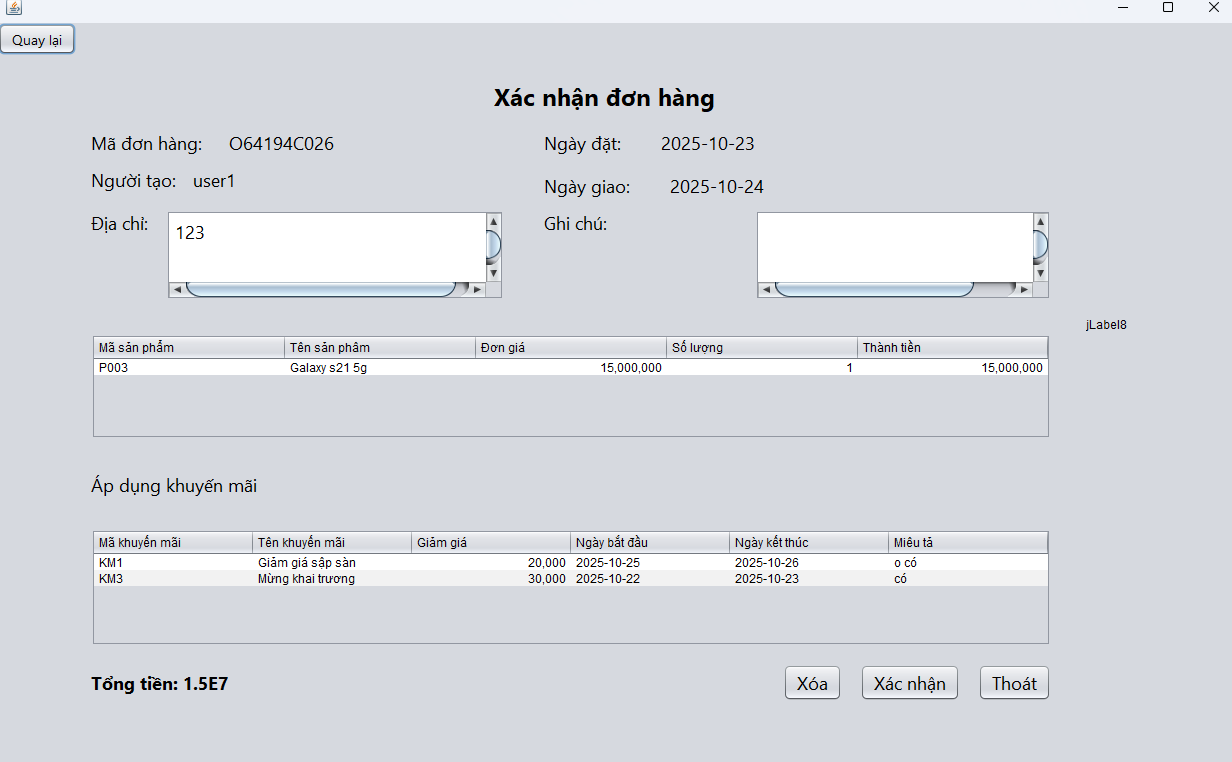 Quay lại
Xác nhận đơn hàng
Mã đơn hàng: O64194C026 Ngày đặt: 2025-10-23
Người tạo: user1 Ngày giao: 2025-10-24
Địa chỉ: 123 Ghi chú:
jLabel8
Mã sản phẩm Tên sản phâm Đơn giá Số lượng Thành tiền
P003 Galaxy s21 5g 15,000,000 1 15,000,000
Áp dụng khuyến mãi
Mã khuyến mãi Tên khuyến mãi Giảm giá Ngày bắt đầu Ngày kết thúc Miêu tả
KM1 Giảm giá sập sàn 20,000 2025-10-25 2025-10-26 o có
KM3 Mừng khai trương 30,000 2025-10-22 2025-10-23 có
Tổng tiền: 1.5E7 Xóa Xác nhận Thoát